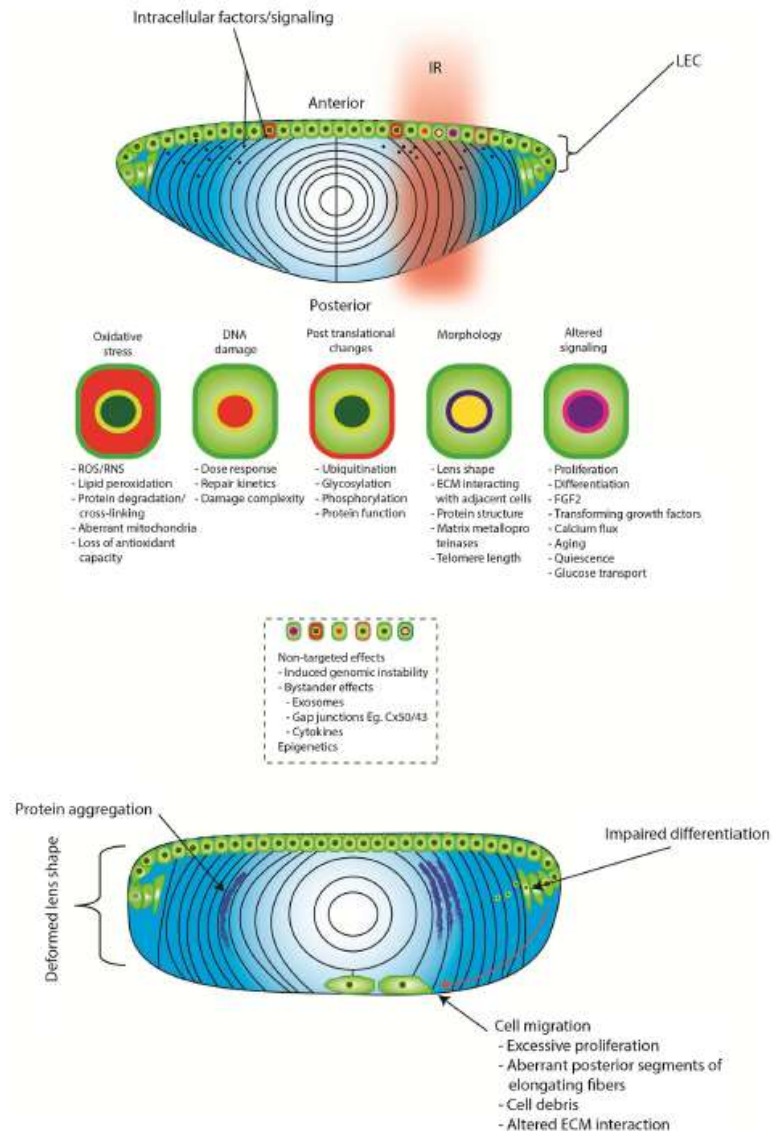 Intracellular factors/signaling
IR
LEC
Anterior
Posterior
Oxidative
stress
- ROS/RNS
- Lipid peroxidation
- Protein degradation/
cross-linking
- Aberrant mitochondria
- Loss of antioxidant
capacity
DNA
damage
- Dose response
- Repair kinetics
- Damage complexity
Post translational
changes
- Ubiquitination
- Glycosylation
- Phosphorylation
- Protein function
Morphology
- Lens shape
- ECM interacting
with adjacent cells
- Protein structure
- Matrix metallopro
teinases
- Telomere length
Altered
signaling
- Proliferation
- Differentiation
- FGF2
- Transforming growth factors
- Calcium flux
- Aging
- Quiescence
- Glucose transport
Non-targeted effects
- Induced genomic instability
- Bystander effects
- Exosomes
- Gap junctions Eg. Cx50/43
- Cytokines
Epigenetics
Protein aggregation
Impaired differentiation
Deformed lens shape
Cell migration
- Excessive proliferation
- Aberrant posterior segments of
elongating fibers
- Cell debris
- Altered ECM interaction